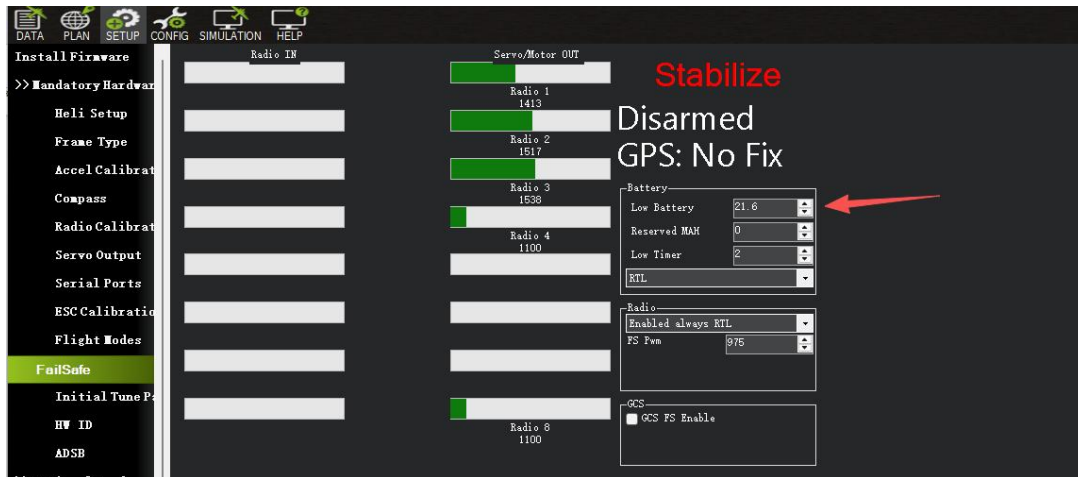 DATA PLAN SETUP CONFIG SIMULATION HELP
Install Firmware
>> Mandatory Hardwar
Heli Setup
Frame Type
Accel Calibrat
Compass
Radio Calibrat
Servo Output
Serial Ports
ESC Calibratio
Flight Modes
FailSafe
Initial Tune Pa
HW ID
ADSB
Radio IN
Servo/Motor OUT
Radio 1
1413
Radio 2
1517
Radio 3
1538
Radio 4
1100
Radio 8
1100
Stabilize
Disarmed
GPS: No Fix
Battery
Low Battery 21.6
Reserved MAH 0
Low Timer 2
RTL
Radio
Enabled always RTL
FS Pwm 975
GCS
GCS FS Enable